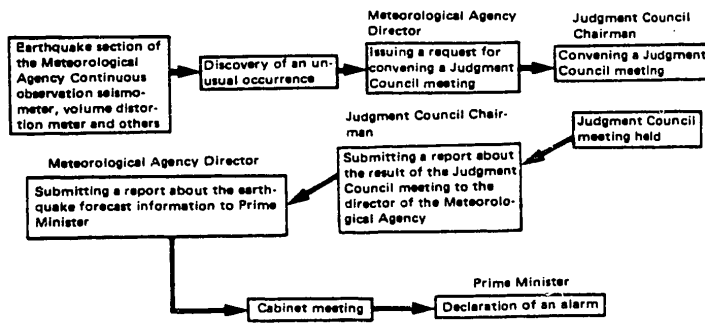 Earthquake section of
the Meteorological
Agency Continuous
observation seismo-
meter, volume distor-
tion meter and others
Discovery of an un-
usual occurrence
Meteorological Agency
Director
Issuing a request for
convening a Judgment
Council meeting
Judgment Council
Chairman
Convening a Judgment
Council meeting
Judgment Council
meeting held
Judgment Council Chair-
man
Submitting a report about
the result of the Judgment
Council meeting to the
director of the Meteorolo-
gical Agency
Meteorological Agency Director
Submitting a report about the earth-
quake forecast information to Prime
Minister
Cabinet meeting
Prime Minister
Declaration of an alarm